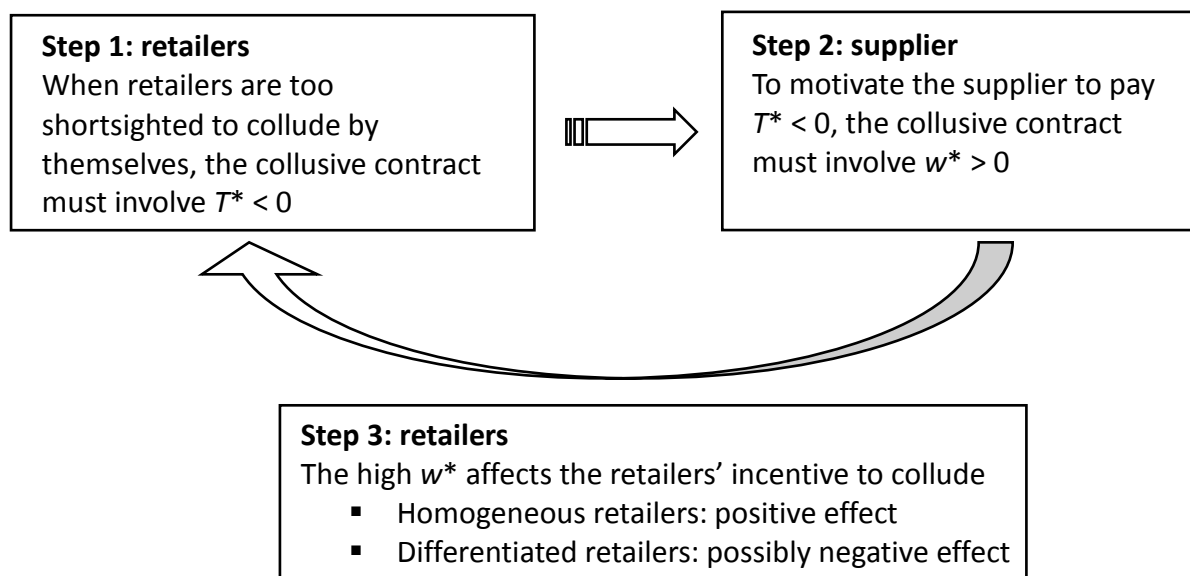 Step 1: retailers
When retailers are too
shortsighted to collude by
themselves, the collusive contract
must involve T* < 0
Step 2: supplier
To motivate the supplier to pay
T* < 0, the collusive contract
must involve w* > 0
Step 3: retailers
The high w* affects the retailers’ incentive to collude
▪ Homogeneous retailers: positive effect
▪ Differentiated retailers: possibly negative effect